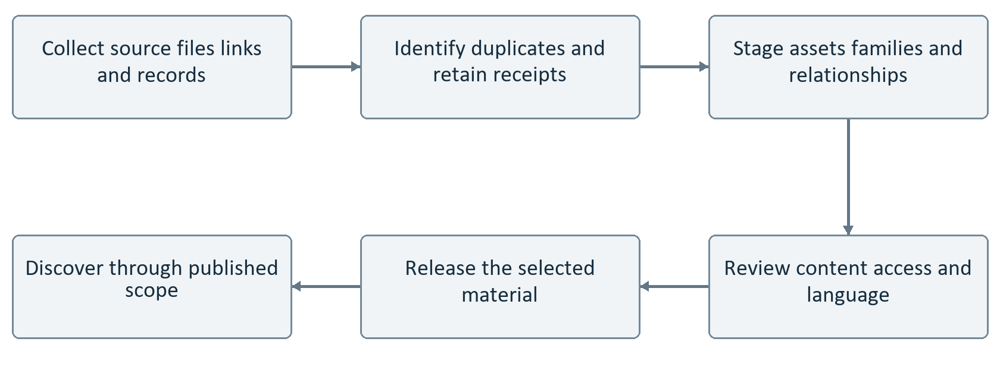 Collect source files links
and records
Identify duplicates and
retain receipts
Stage assets families and
relationships
Review content access and
language
Release the selected
material
Discover through published
scope